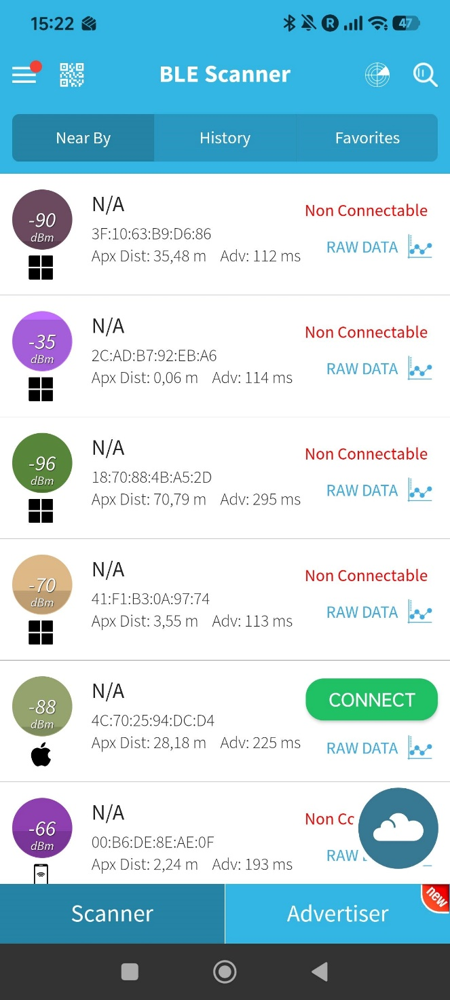 15:22
R
47
BLE Scanner
Near By
History
Favorites
-90
dBm
N/A
3F:10:63:B9:D6:86
Apx Dist: 35,48 m Adv: 112 ms
Non Connectable
RAW DATA
-35
dBm
N/A
2C:AD:B7:92:EB:A6
Apx Dist: 0,06 m Adv: 114 ms
Non Connectable
RAW DATA
-96
dBm
N/A
18:70:88:4B:A5:2D
Apx Dist: 70,79 m Adv: 295 ms
Non Connectable
RAW DATA
-70
dBm
N/A
41:F1:B3:0A:97:74
Apx Dist: 3,55 m Adv: 113 ms
Non Connectable
RAW DATA
-88
dBm
N/A
4C:70:25:94:DC:D4
Apx Dist: 28,18 m Adv: 225 ms
CONNECT
RAW DATA
-66
dBm
N/A
00:B6:DE:8E:AE:0F
Apx Dist: 2,24 m Adv: 193 ms
Non
RAW
Scanner
Advertiser
new